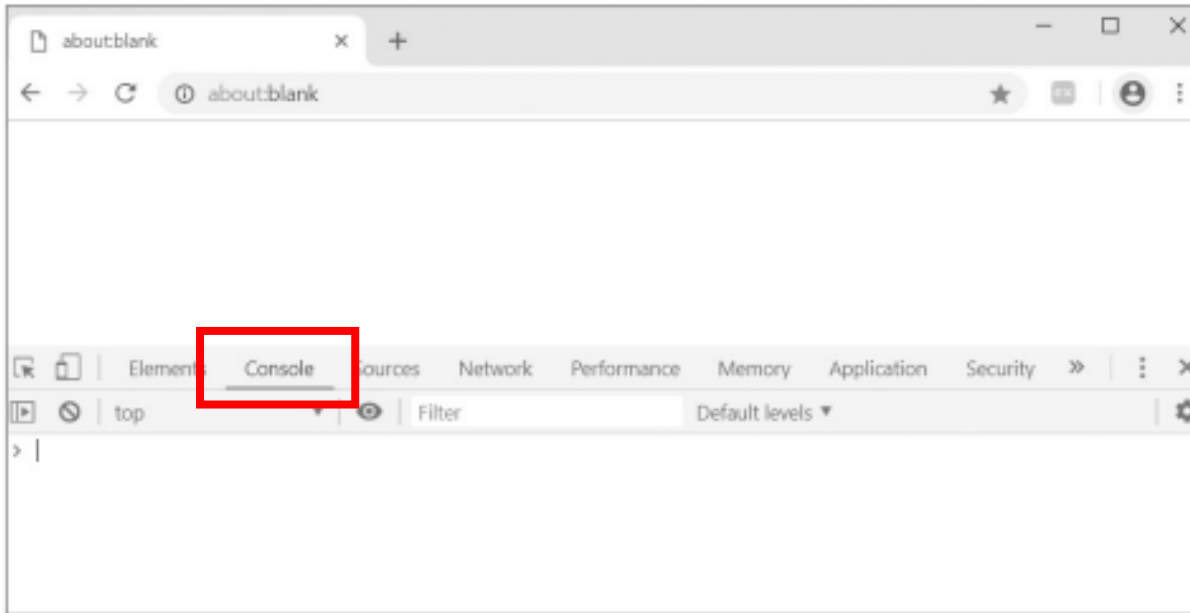 about:blank
about:blank
Elements Console Sources Network Performance Memory Application Security »
top Filter Default levels
>